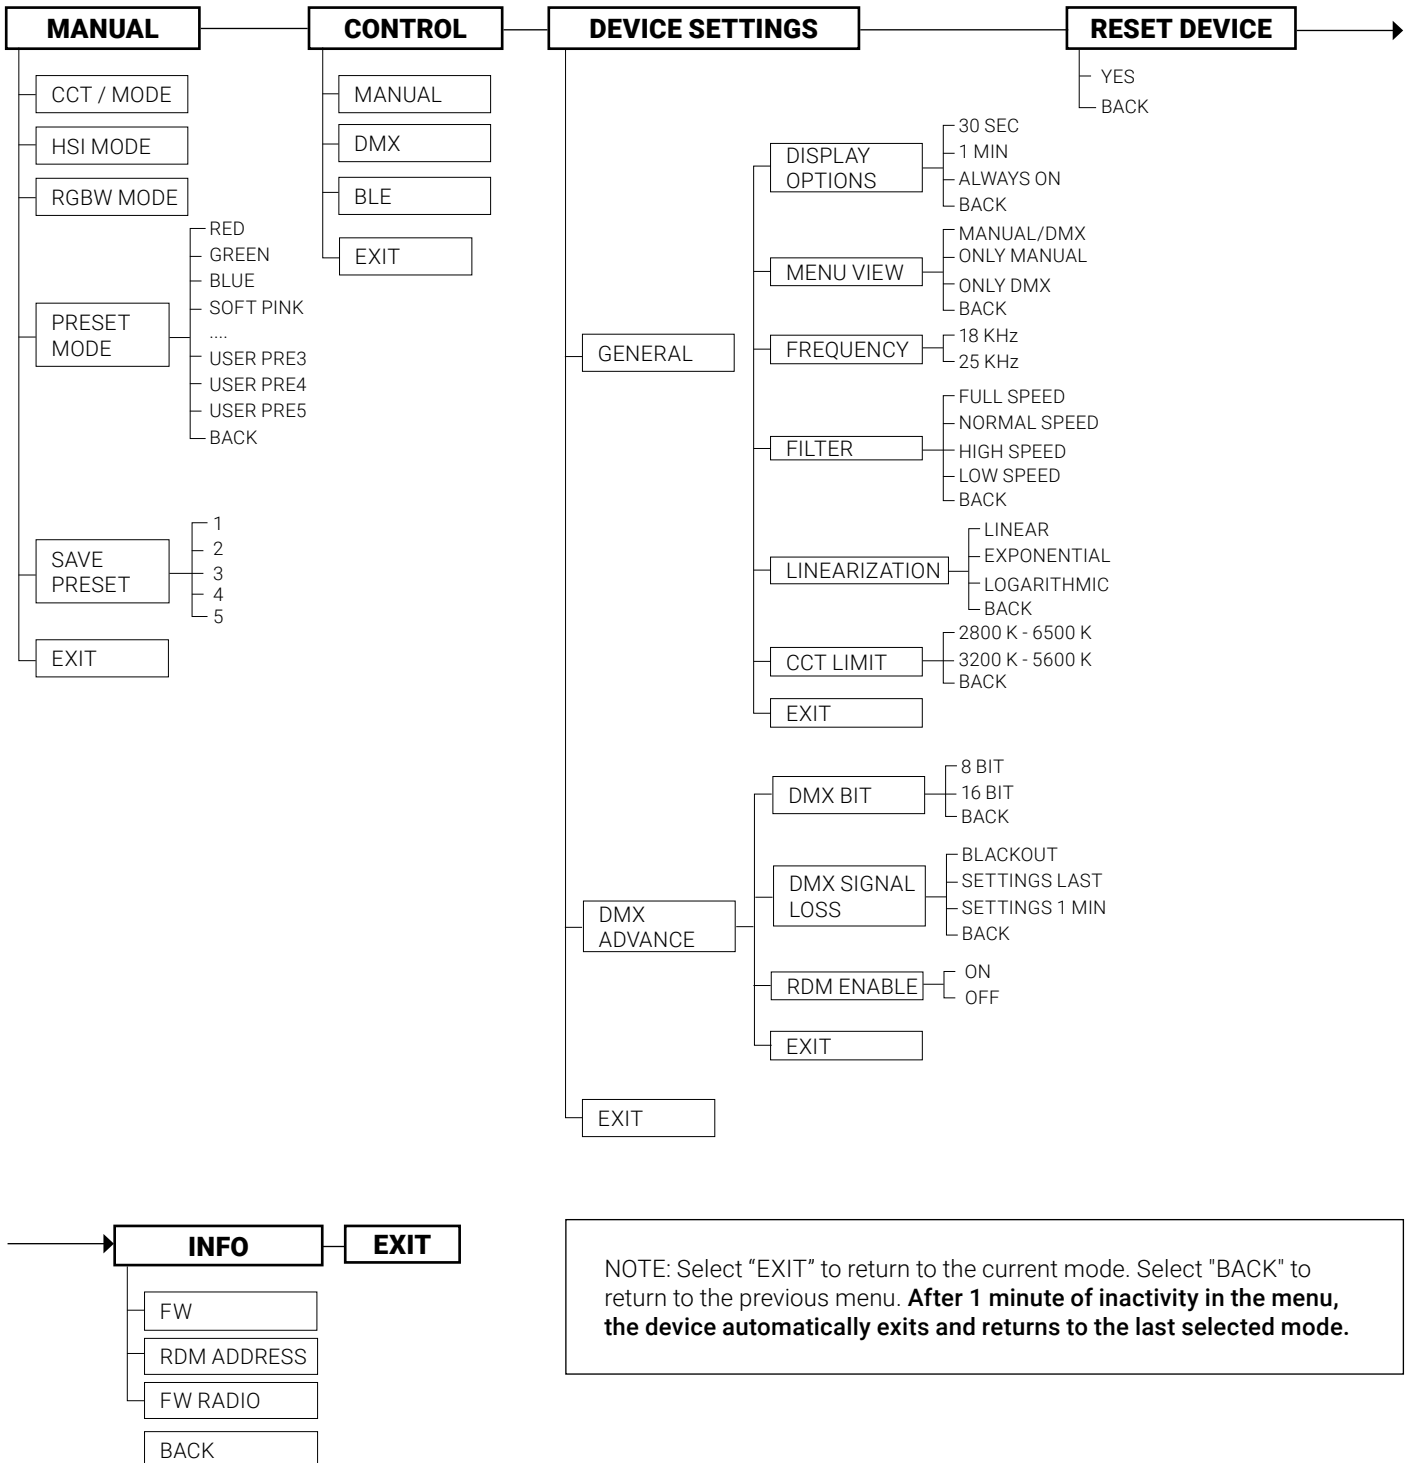 MANUAL
CCT / MODE
HSI MODE
RGBW MODE
PRESET
MODE
RED
GREEN
BLUE
SOFT PINK
....
USER PRE3
USER PRE4
USER PRE5
BACK
SAVE
PRESET
1
2
3
4
5
EXIT
CONTROL
MANUAL
DMX
BLE
EXIT
DEVICE SETTINGS
GENERAL
DISPLAY
OPTIONS
30 SEC
1 MIN
ALWAYS ON
BACK
MENU VIEW
MANUAL/DMX
ONLY MANUAL
ONLY DMX
BACK
FREQUENCY
18 KHz
25 KHz
FILTER
FULL SPEED
NORMAL SPEED
HIGH SPEED
LOW SPEED
BACK
LINEARIZATION
LINEAR
EXPONENTIAL
LOGARITHMIC
BACK
CCT LIMIT
2800 K - 6500 K
3200 K - 5600 K
BACK
EXIT
DMX
ADVANCE
DMX BIT
8 BIT
16 BIT
BACK
DMX SIGNAL
LOSS
BLACKOUT
SETTINGS LAST
SETTINGS 1 MIN
BACK
RDM ENABLE
ON
OFF
EXIT
EXIT
RESET DEVICE
YES
BACK
INFO
FW
RDM ADDRESS
FW RADIO
BACK
EXIT
NOTE: Select “EXIT” to return to the current mode. Select "BACK" to
return to the previous menu. After 1 minute of inactivity in the menu,
the device automatically exits and returns to the last selected mode.